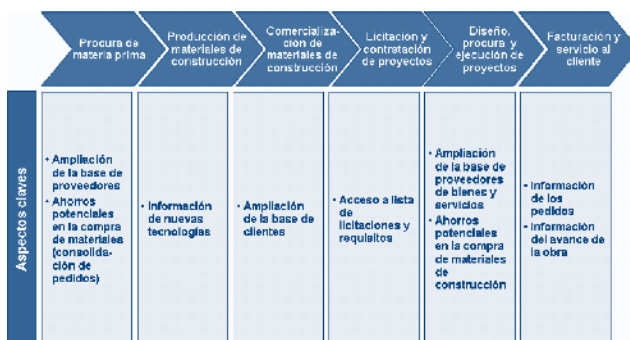 Procura de
materia prima
Producción de
materiales de
construcción
Comercializa-
ción de
materiales de
construcción
Licitación y
contratación
de proyectos
Diseño,
procura y
ejecución de
proyectos
Facturación y
servicio al
cliente
Aspectos claves
• Ampliación
de la base de
proveedores
• Ahorros
potenciales
en la compra
de materiales
(consolida-
ción de
pedidos)
• Información
de nuevas
tecnologías
• Ampliación
de la base de
clientes
• Acceso a lista
de
licitaciones y
requisitos
• Ampliación
de la base de
proveedores
de bienes y
servicios
• Ahorros
potenciales
en la compra
de materiales
de
construcción
• Información
de los
pedidos
• Información
del avance de
la obra